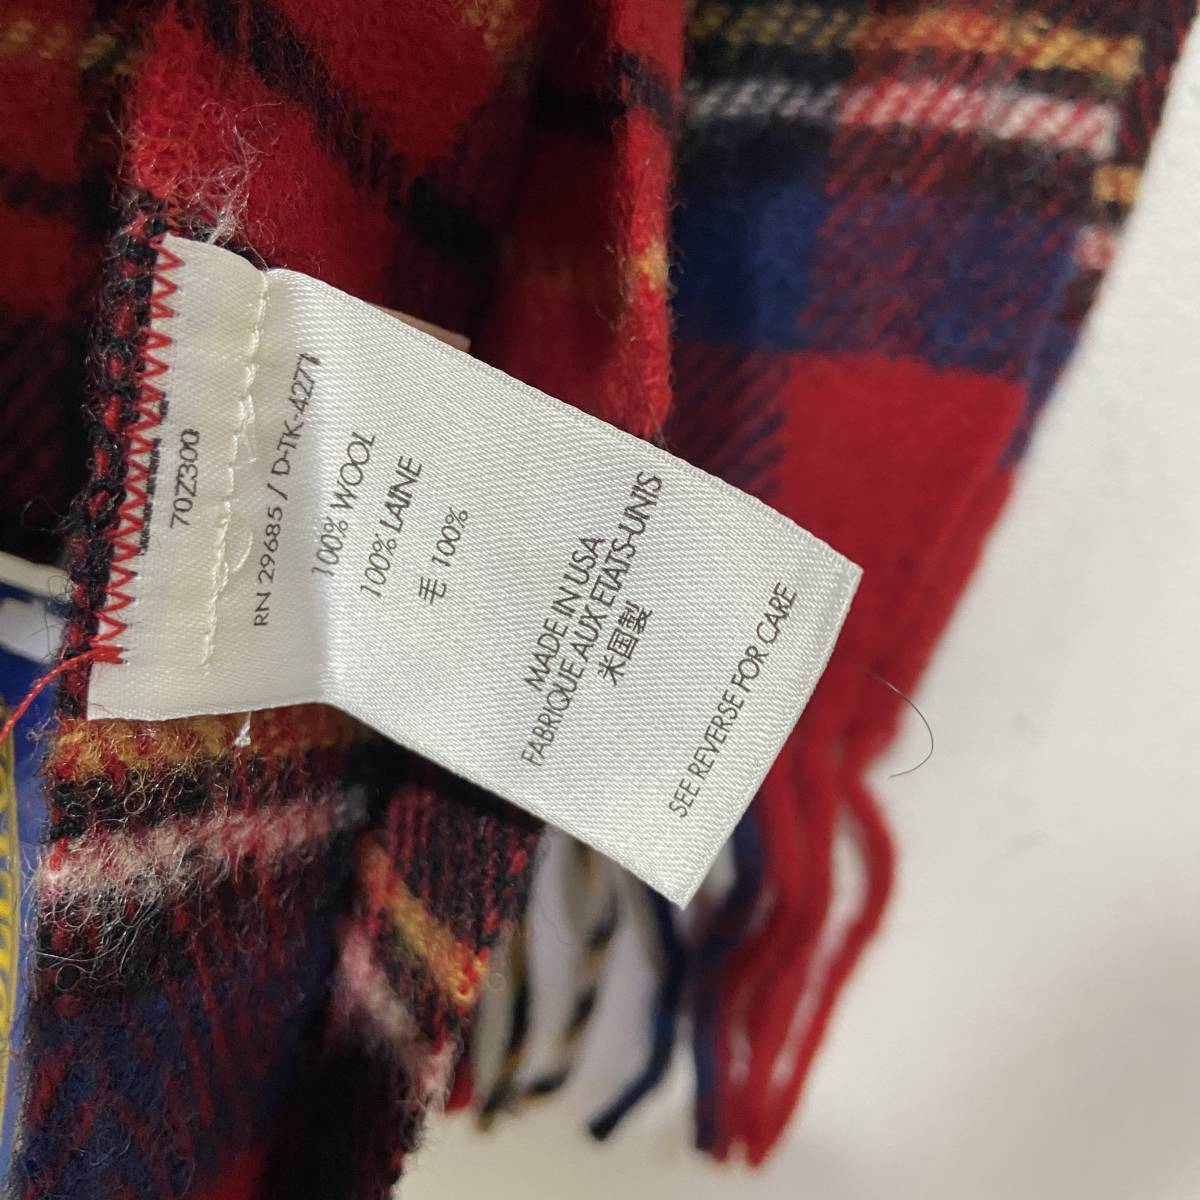 70Z300
RN 29685 / D-TK-4271
100% WOOL
100% LAINE
毛 100%
MADE IN USA
FABRIQUE AUX ETATS-UNIS
米国製
SEE REVERSE FOR CARE